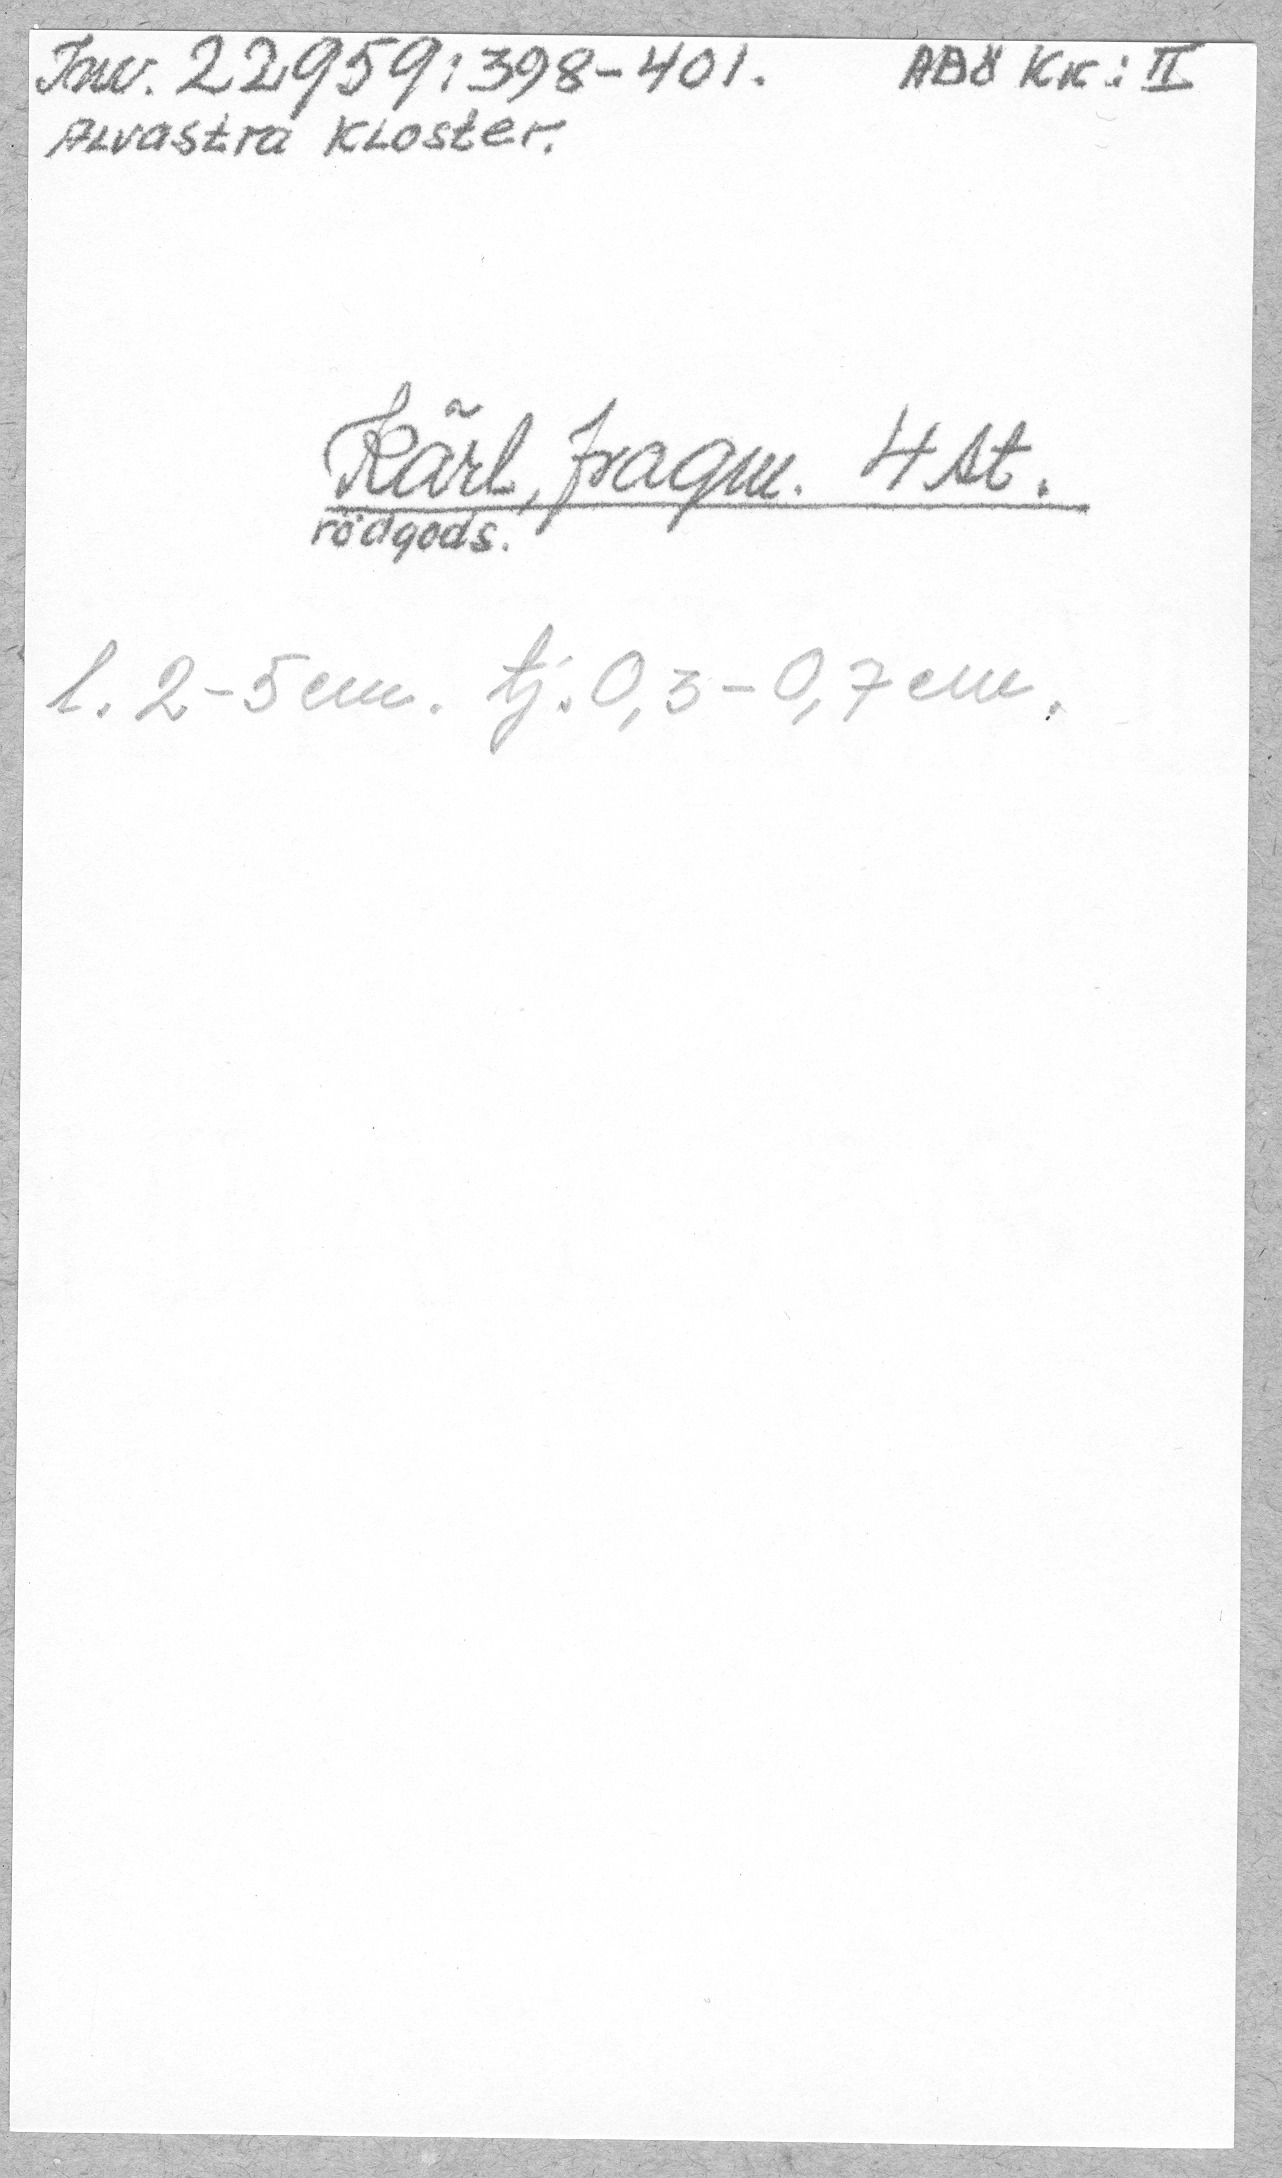 Inv. 22959:398-401. ABÖ KK: II
Alvastra Kloster.
Kärl, fragm. 4 st.
rödgods.
l. 2-5 cm. tj. 0,3-0,7 cm.